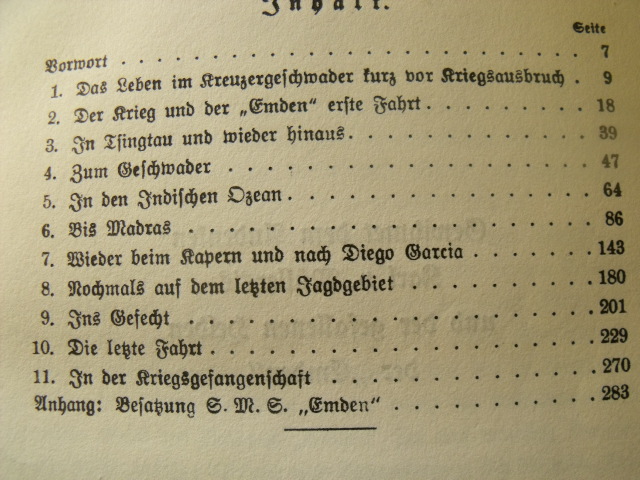 Inhalt.
Seite
Vorwort . . . . . . . . . . . . . . . . . . . 7
1. Das Leben im Kreuzergeschwader kurz vor Kriegsausbruch . 9
2. Der Krieg und der „Emden“ erste Fahrt . . . . . . . . 18
3. In Tsingtau und wieder hinaus . . . . . . . . . . . . 39
4. Zum Geschwader . . . . . . . . . . . . . . . . . 47
5. In den Indischen Ozean . . . . . . . . . . . . . . . 64
6. Bis Madras . . . . . . . . . . . . . . . . . . . 86
7. Wieder beim Kapern und nach Diego Garcia . . . . . . 143
8. Nochmals auf dem letzten Jagdgebiet . . . . . . . . . 180
9. Ins Gefecht . . . . . . . . . . . . . . . . . . . 201
10. Die letzte Fahrt . . . . . . . . . . . . . . . . . . 229
11. In der Kriegsgefangenschaft . . . . . . . . . . . . . 270
Anhang: Besatzung S. M. S. „Emden“ . . . . . . . . . . 283